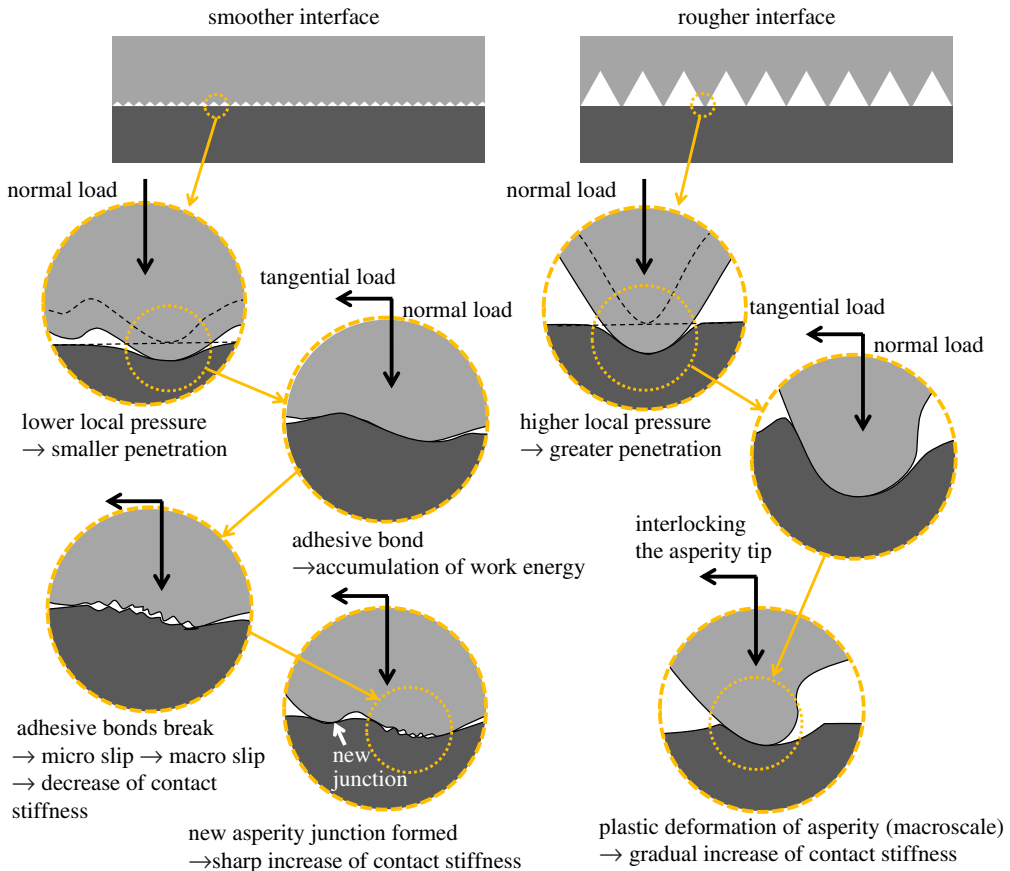 smoother interface
normal load
tangential load
normal load
lower local pressure
→ smaller penetration
adhesive bond
→accumulation of work energy
adhesive bonds break
→ micro slip → macro slip
→ decrease of contact
stiffness
new
junction
new asperity junction formed
→sharp increase of contact stiffness
rougher interface
normal load
tangential load
normal load
higher local pressure
→ greater penetration
interlocking
the asperity tip
plastic deformation of asperity (macroscale)
→ gradual increase of contact stiffness